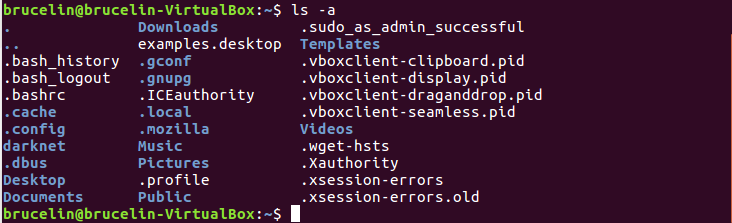 brucelin@brucelin-VirtualBox:~$ ls -a
. Downloads .sudo_as_admin_successful
.. examples.desktop Templates
.bash_history .gconf .vboxclient-clipboard.pid
.bash_logout .gnupg .vboxclient-display.pid
.bashrc .ICEauthority .vboxclient-draganddrop.pid
.cache .local .vboxclient-seamless.pid
.config .mozilla Videos
darknet Music .wget-hsts
.dbus Pictures .Xauthority
Desktop .profile .xsession-errors
Documents Public .xsession-errors.old
brucelin@brucelin-VirtualBox:~$